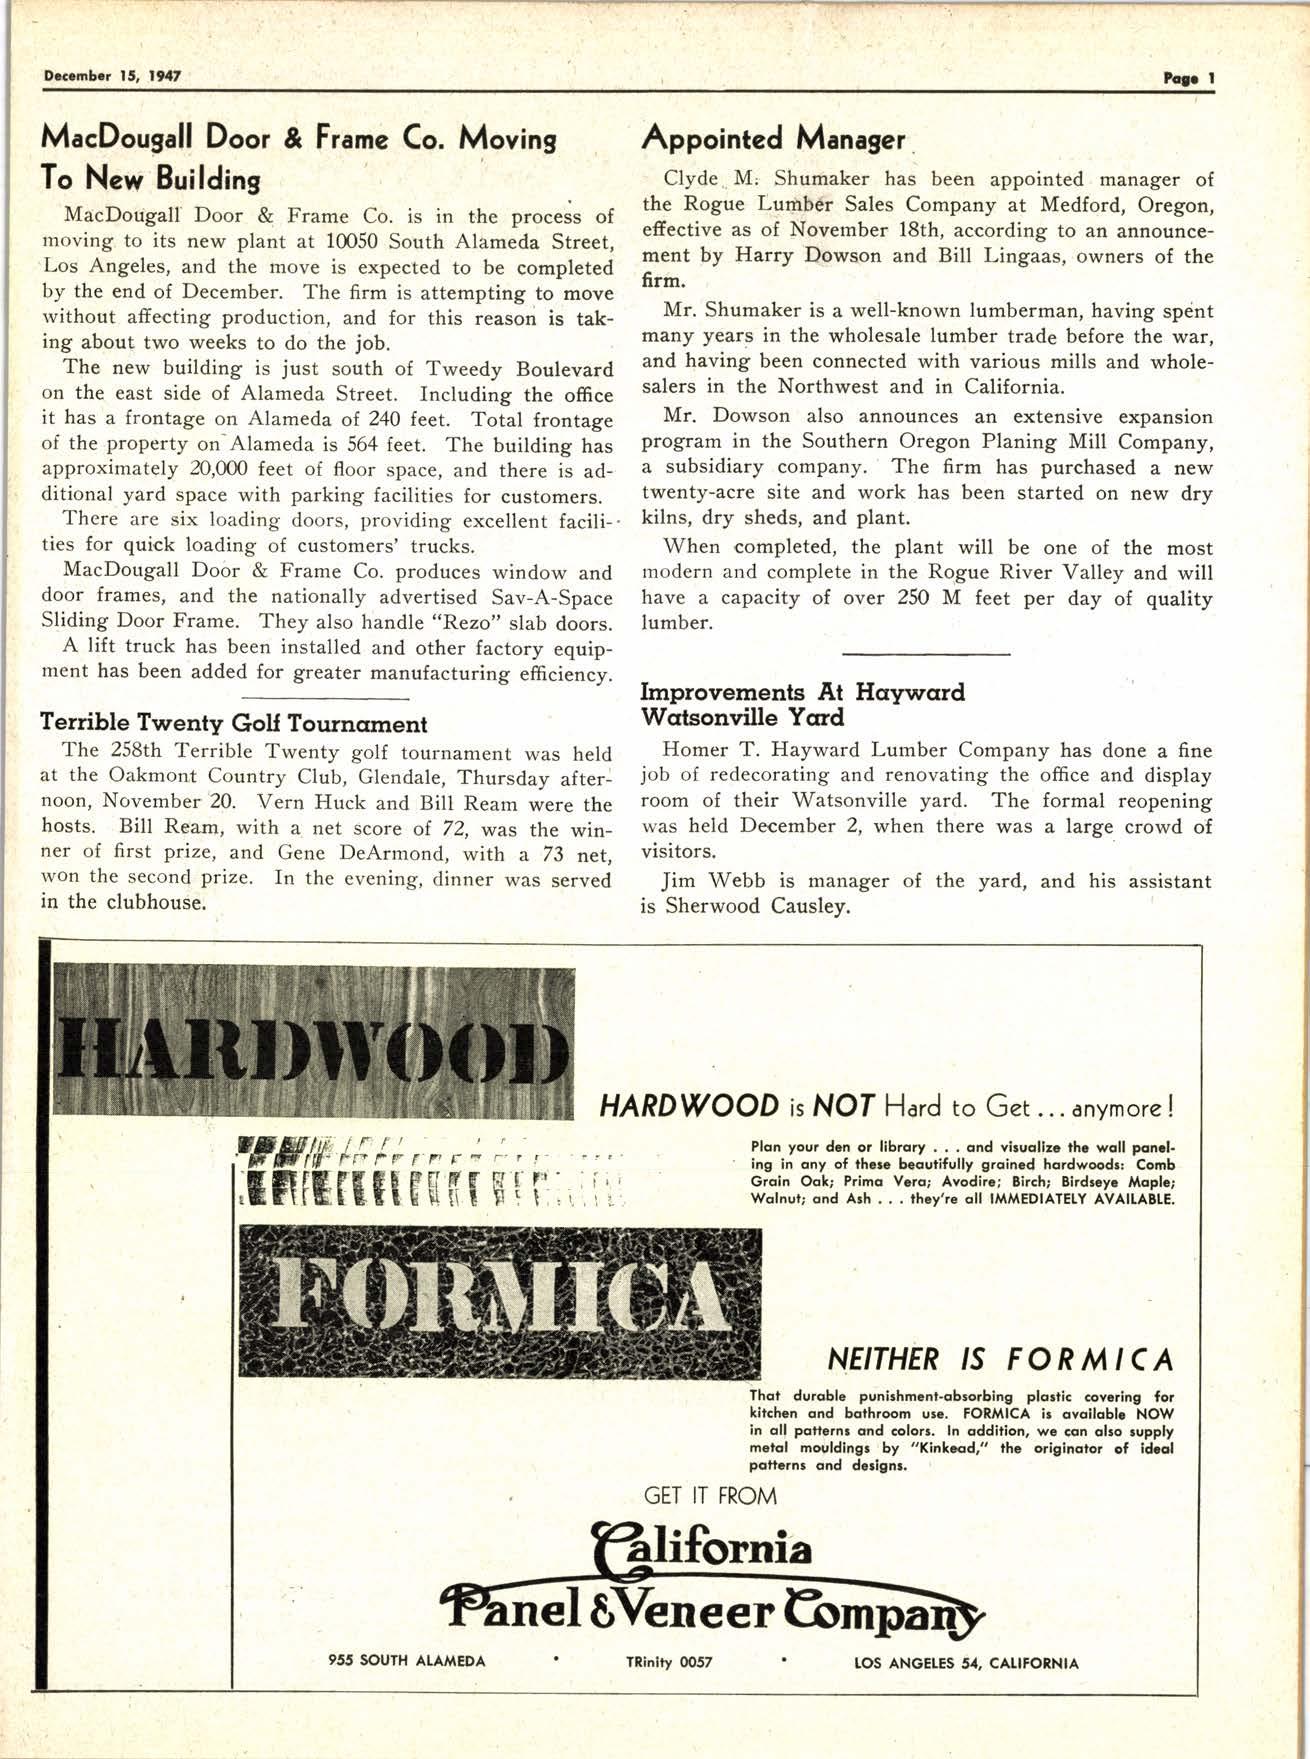 December 15, 1947
Page 1
MacDougall Door & Frame Co. Moving
To New Building
MacDougall Door & Frame Co. is in the process of
moving to its new plant at 10050 South Alameda Street,
Los Angeles, and the move is expected to be completed
by the end of December. The firm is attempting to move
without affecting production, and for this reason is tak-
ing about two weeks to do the job.
The new building is just south of Tweedy Boulevard
on the east side of Alameda Street. Including the office
it has a frontage on Alameda of 240 feet. Total frontage
of the property on Alameda is 564 feet. The building has
approximately 20,000 feet of floor space, and there is ad-
ditional yard space with parking facilities for customers.
There are six loading doors, providing excellent facili-
ties for quick loading of customers' trucks.
MacDougall Door & Frame Co. produces window and
door frames, and the nationally advertised Sav-A-Space
Sliding Door Frame. They also handle "Rezo" slab doors.
A lift truck has been installed and other factory equip-
ment has been added for greater manufacturing efficiency.
Terrible Twenty Golf Tournament
The 258th Terrible Twenty golf tournament was held
at the Oakmont Country Club, Glendale, Thursday after-
noon, November 20. Vern Huck and Bill Ream were the
hosts. Bill Ream, with a net score of 72, was the win-
ner of first prize, and Gene DeArmond, with a 73 net,
won the second prize. In the evening, dinner was served
in the clubhouse.
Appointed Manager
Clyde M. Shumaker has been appointed manager of
the Rogue Lumber Sales Company at Medford, Oregon,
effective as of November 18th, according to an announce-
ment by Harry Dowson and Bill Lingaas, owners of the
firm.
Mr. Shumaker is a well-known lumberman, having spent
many years in the wholesale lumber trade before the war,
and having been connected with various mills and whole-
salers in the Northwest and in California.
Mr. Dowson also announces an extensive expansion
program in the Southern Oregon Planing Mill Company,
a subsidiary company. The firm has purchased a new
twenty-acre site and work has been started on new dry
kilns, dry sheds, and plant.
When completed, the plant will be one of the most
modern and complete in the Rogue River Valley and will
have a capacity of over 250 M feet per day of quality
lumber.
Improvements At Hayward
Watsonville Yard
Homer T. Hayward Lumber Company has done a fine
job of redecorating and renovating the office and display
room of their Watsonville yard. The formal reopening
was held December 2, when there was a large crowd of
visitors.
Jim Webb is manager of the yard, and his assistant
is Sherwood Causley.
HARDWOOD
HARDWOOD is NOT Hard to Get ... anymore!
Plan your den or library . . . and visualize the wall panel-
ing in any of these beautifully grained hardwoods: Comb
Grain Oak; Prima Vera; Avodire; Birch; Birdseye Maple;
Walnut; and Ash . . . they're all IMMEDIATELY AVAILABLE.
FORMICA
NEITHER IS FORMICA
That durable punishment-absorbing plastic covering for
kitchen and bathroom use. FORMICA is available NOW
in all patterns and colors. In addition, we can also supply
metal mouldings by "Kinkead," the originator of ideal
patterns and designs.
GET IT FROM
California
Panel & Veneer Company
955 SOUTH ALAMEDA • TRinity 0057 • LOS ANGELES 54, CALIFORNIA